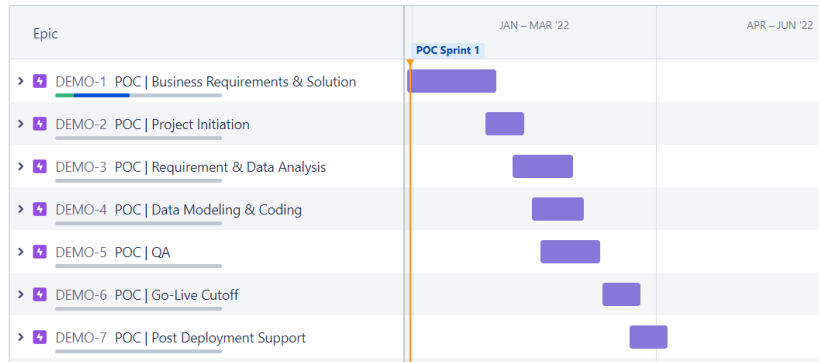 Epic
JAN – MAR '22
APR – JUN '22
POC Sprint 1
DEMO-1 POC | Business Requirements & Solution
DEMO-2 POC | Project Initiation
DEMO-3 POC | Requirement & Data Analysis
DEMO-4 POC | Data Modeling & Coding
DEMO-5 POC | QA
DEMO-6 POC | Go-Live Cutoff
DEMO-7 POC | Post Deployment Support